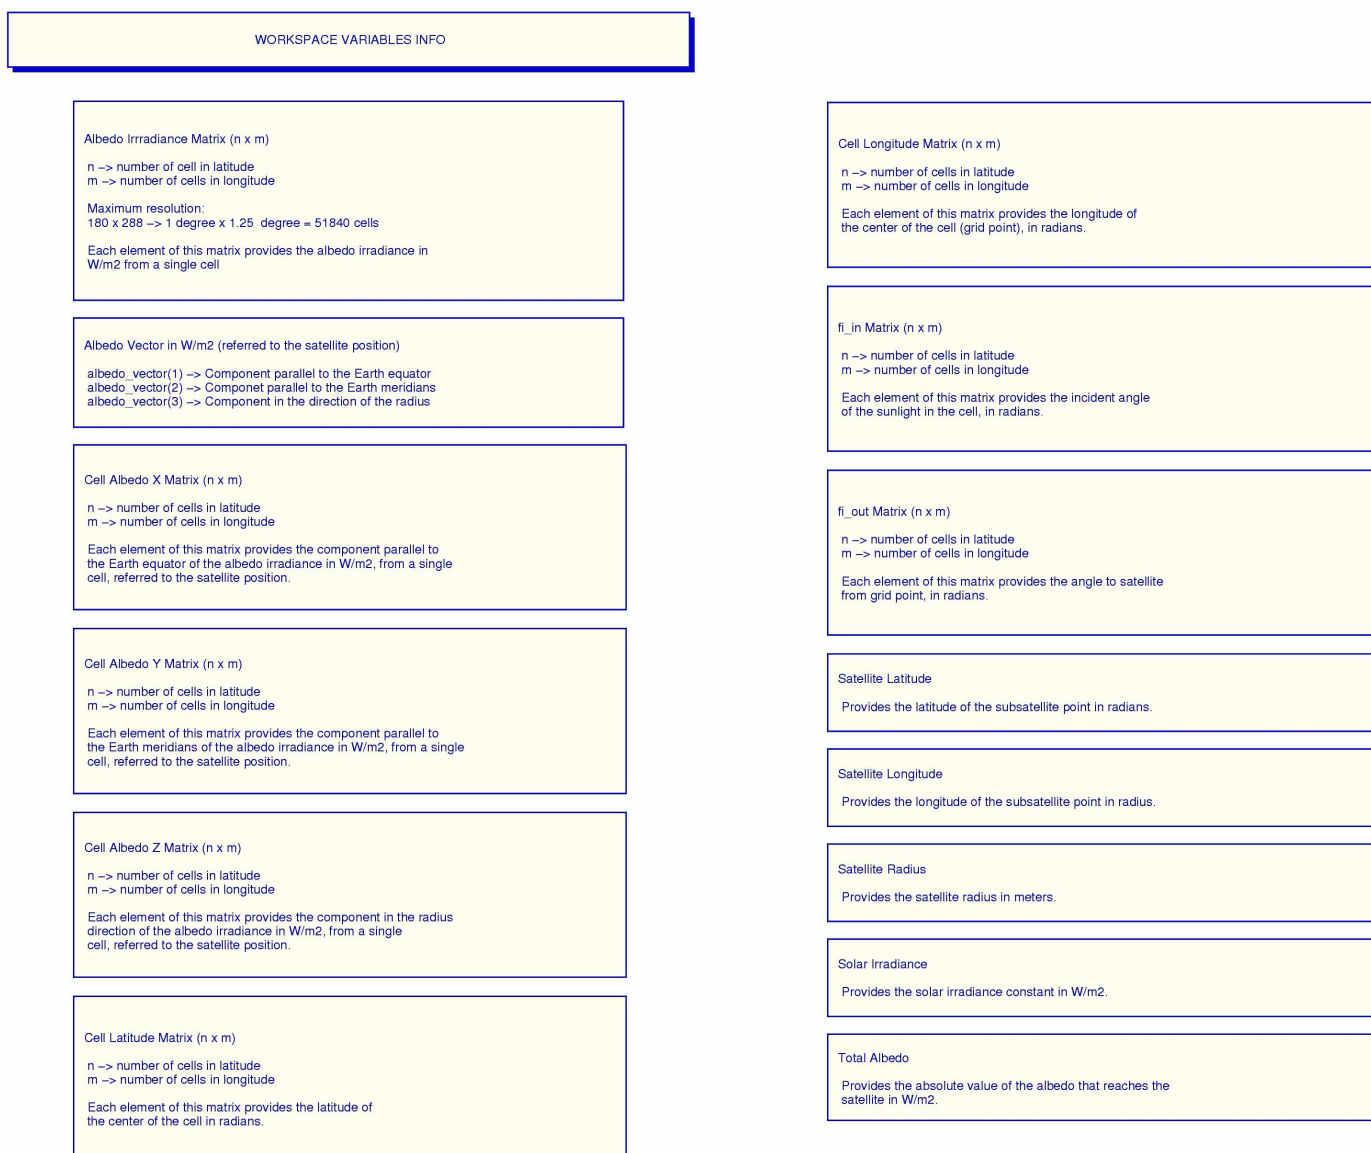 WORKSPACE VARIABLES INFO
Albedo Irrradiance Matrix (n x m)
n –> number of cell in latitude
m –> number of cells in longitude
Maximum resolution:
180 x 288 –> 1 degree x 1.25  degree = 51840 cells
Each element of this matrix provides the albedo irradiance in
W/m2 from a single cell
Albedo Vector in W/m2 (referred to the satellite position)
albedo_vector(1) –> Component parallel to the Earth equator
albedo_vector(2) –> Componet parallel to the Earth meridians
albedo_vector(3) –> Component in the direction of the radius
Cell Albedo X Matrix (n x m)
n –> number of cells in latitude
m –> number of cells in longitude
Each element of this matrix provides the component parallel to
the Earth equator of the albedo irradiance in W/m2, from a single
cell, referred to the satellite position.
Cell Albedo Y Matrix (n x m)
n –> number of cells in latitude
m –> number of cells in longitude
Each element of this matrix provides the component parallel to
the Earth meridians of the albedo irradiance in W/m2, from a single
cell, referred to the satellite position.
Cell Albedo Z Matrix (n x m)
n –> number of cells in latitude
m –> number of cells in longitude
Each element of this matrix provides the component in the radius
direction of the albedo irradiance in W/m2, from a single
cell, referred to the satellite position.
Cell Latitude Matrix (n x m)
n –> number of cells in latitude
m –> number of cells in longitude
Each element of this matrix provides the latitude of
the center of the cell in radians.
Cell Longitude Matrix (n x m)
n –> number of cells in latitude
m –> number of cells in longitude
Each element of this matrix provides the longitude of
the center of the cell (grid point), in radians.
fi_in Matrix (n x m)
n –> number of cells in latitude
m –> number of cells in longitude
Each element of this matrix provides the incident angle
of the sunlight in the cell, in radians.
fi_out Matrix (n x m)
n –> number of cells in latitude
m –> number of cells in longitude
Each element of this matrix provides the angle to satellite
from grid point, in radians.
Satellite Latitude
Provides the latitude of the subsatellite point in radians.
Satellite Longitude
Provides the longitude of the subsatellite point in radius.
Satellite Radius
Provides the satellite radius in meters.
Solar Irradiance
Provides the solar irradiance constant in W/m2.
Total Albedo
Provides the absolute value of the albedo that reaches the
satellite in W/m2.